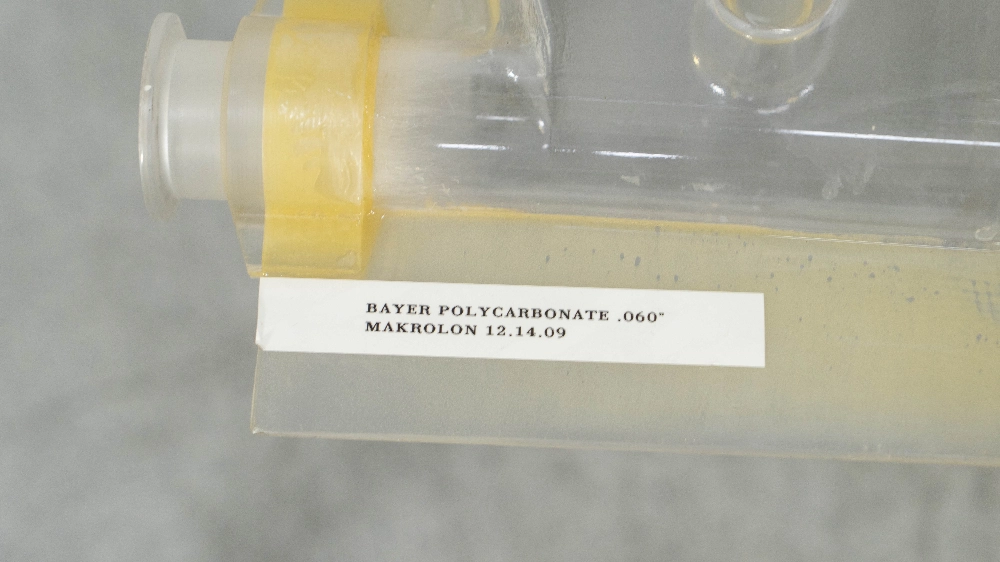 BAYER POLYCARBONATE .060"
MAKROLON 12.14.09